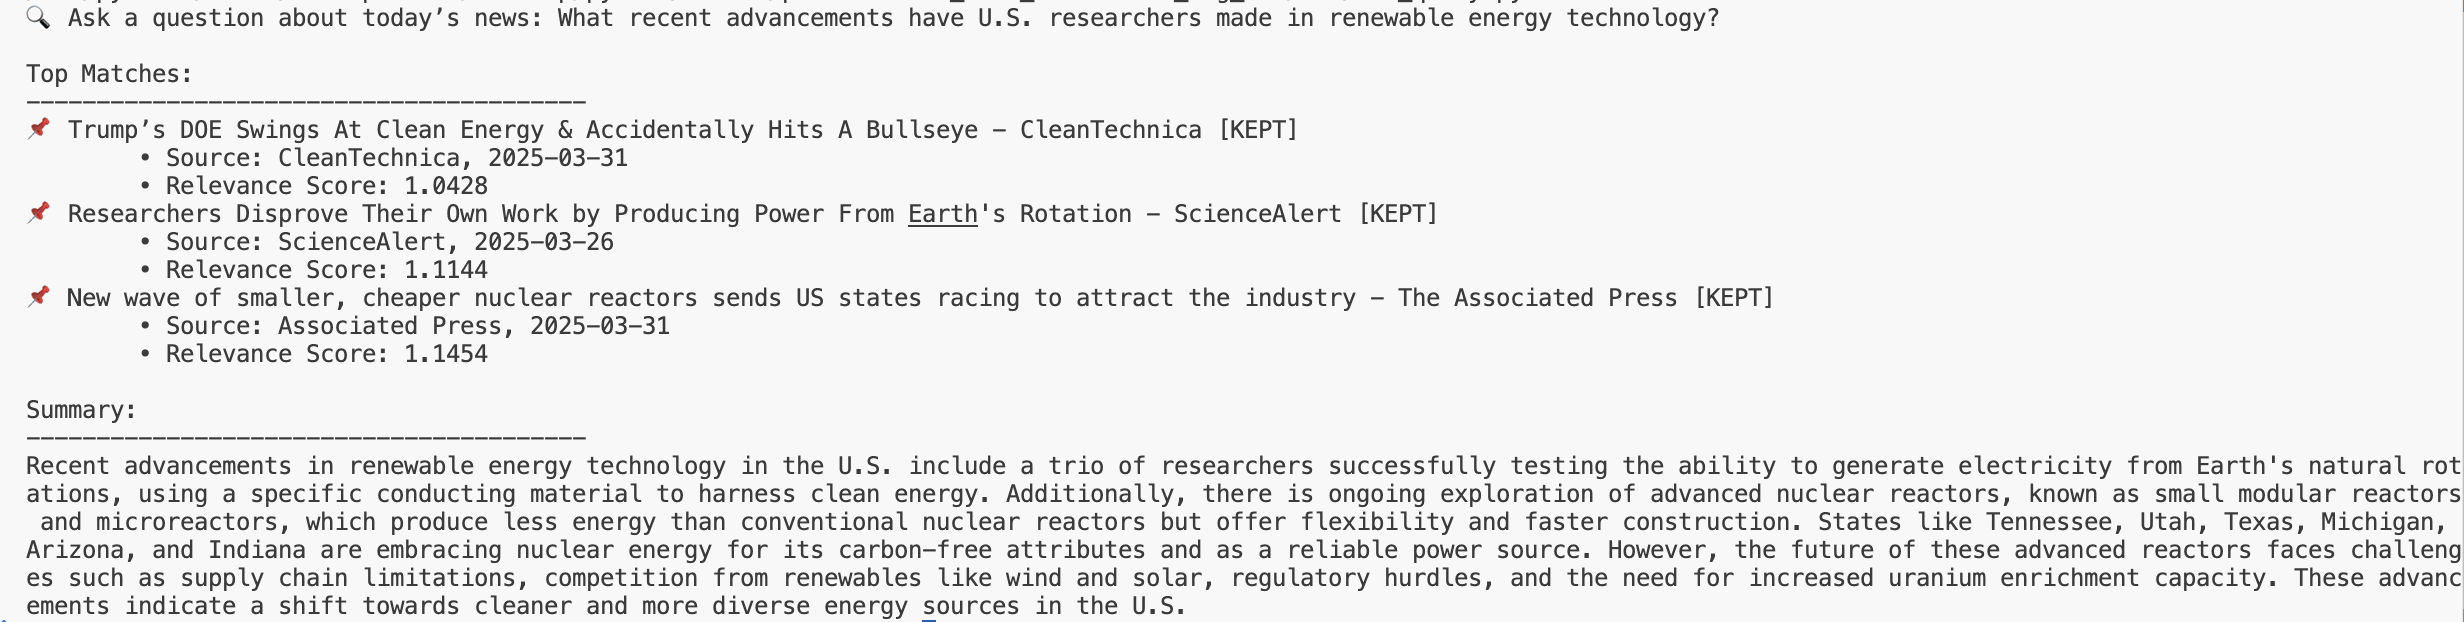 🔍 Ask a question about today’s news: What recent advancements have U.S. researchers made in renewable energy technology?
Top Matches:
----------------------------------------
📌 Trump’s DOE Swings At Clean Energy & Accidentally Hits A Bullseye - CleanTechnica [KEPT]
• Source: CleanTechnica, 2025-03-31
• Relevance Score: 1.0428
📌 Researchers Disprove Their Own Work by Producing Power From Earth's Rotation - ScienceAlert [KEPT]
• Source: ScienceAlert, 2025-03-26
• Relevance Score: 1.1144
📌 New wave of smaller, cheaper nuclear reactors sends US states racing to attract the industry - The Associated Press [KEPT]
• Source: Associated Press, 2025-03-31
• Relevance Score: 1.1454
Summary:
----------------------------------------
Recent advancements in renewable energy technology in the U.S. include a trio of researchers successfully testing the ability to generate electricity from Earth's natural rot
ations, using a specific conducting material to harness clean energy. Additionally, there is ongoing exploration of advanced nuclear reactors, known as small modular reactors
and microreactors, which produce less energy than conventional nuclear reactors but offer flexibility and faster construction. States like Tennessee, Utah, Texas, Michigan,
Arizona, and Indiana are embracing nuclear energy for its carbon-free attributes and as a reliable power source. However, the future of these advanced reactors faces challeng
es such as supply chain limitations, competition from renewables like wind and solar, regulatory hurdles, and the need for increased uranium enrichment capacity. These advanc
ements indicate a shift towards cleaner and more diverse energy sources in the U.S.